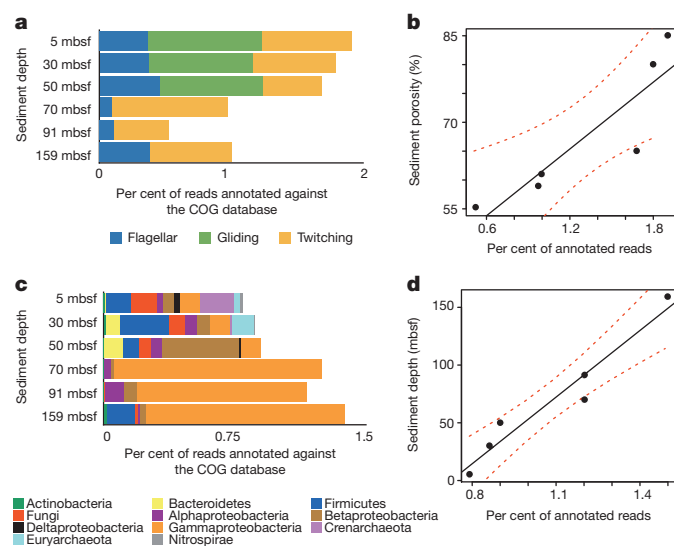 a
Sediment depth
5 mbsf
30 mbsf
50 mbsf
70 mbsf
91 mbsf
159 mbsf
0 1 2
Per cent of reads annotated against
the COG database
Flagellar Gliding Twitching
b
Sediment porosity (%)
85
70
55
0.6 1.2 1.8
Per cent of annotated reads
c
Sediment depth
5 mbsf
30 mbsf
50 mbsf
70 mbsf
91 mbsf
159 mbsf
0 0.75 1.5
Per cent of reads annotated against
the COG database
Actinobacteria Bacteroidetes Firmicutes
Fungi Alphaproteobacteria Betaproteobacteria
Deltaproteobacteria Gammaproteobacteria Crenarchaeota
Euryarchaeota Nitrospirae
d
Sediment depth (mbsf)
150
100
50
0
0.8 1.1 1.4
Per cent of annotated reads